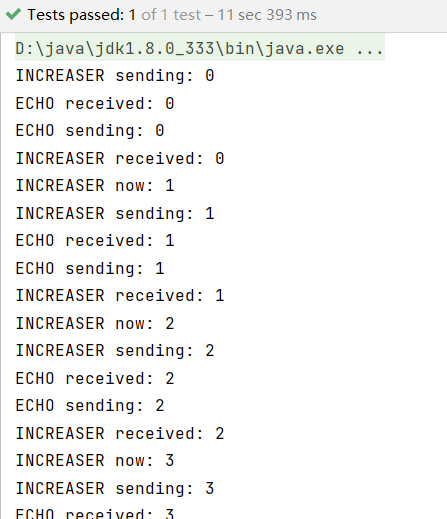 Tests passed: 1 of 1 test – 11 sec 393 ms
D:\java\jdk1.8.0_333\bin\java.exe ...
INCREASER sending: 0
ECHO received: 0
ECHO sending: 0
INCREASER received: 0
INCREASER now: 1
INCREASER sending: 1
ECHO received: 1
ECHO sending: 1
INCREASER received: 1
INCREASER now: 2
INCREASER sending: 2
ECHO received: 2
ECHO sending: 2
INCREASER received: 2
INCREASER now: 3
INCREASER sending: 3
ECHO received: 3